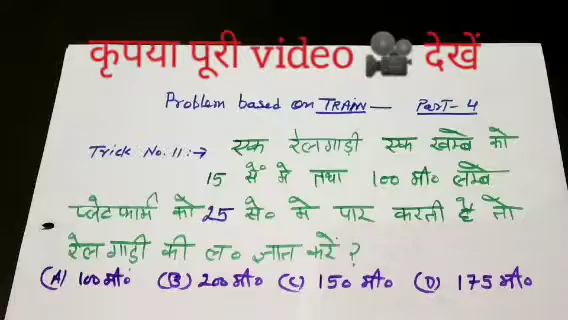 कृपया पूरी video 🎥 देखें
Problem based on TRAIN — Part-4
Trick No. 11:→ एक रेलगाड़ी एक खम्बे को
15 से० मे तथा 100 मी० लम्बे
प्लेटफार्म को 25 से० मे पार करती है तो
रेलगाड़ी की ल० ज्ञात करें?
(A) 100 मी० (B) 200 मी० (C) 150 मी० (D) 175 मी०